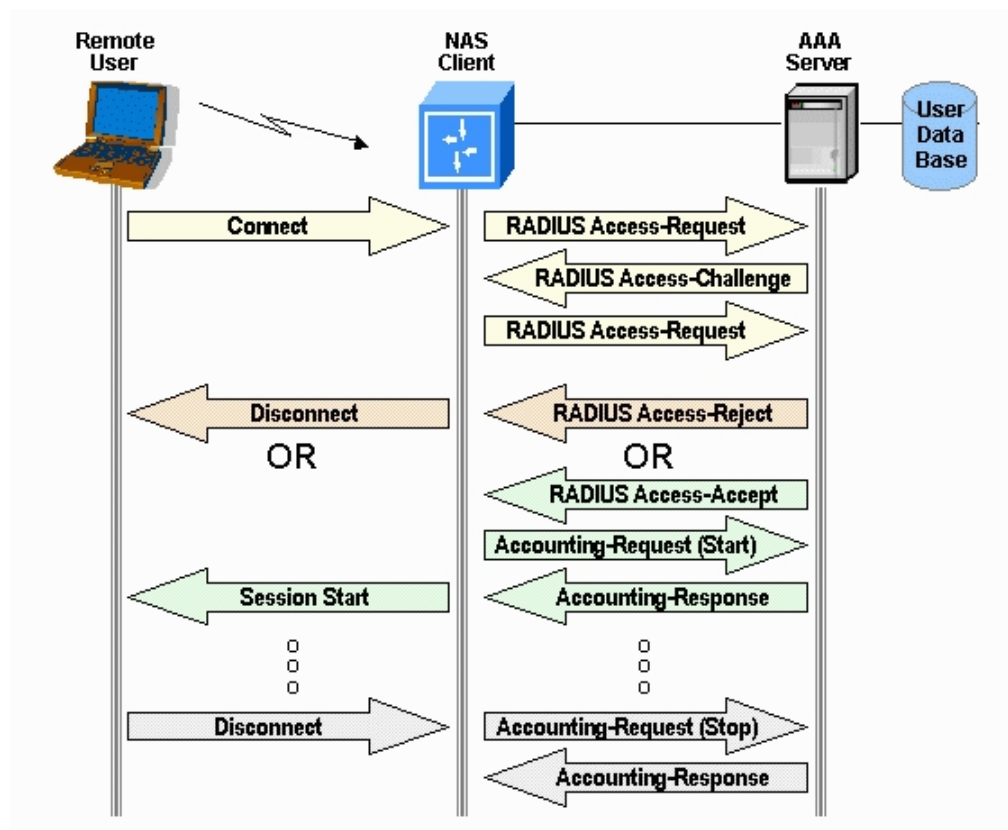 Remote
User
NAS
Client
AAA
Server
User
Data
Base
Connect
RADIUS Access-Request
RADIUS Access-Challenge
RADIUS Access-Request
Disconnect
RADIUS Access-Reject
OR
OR
RADIUS Access-Accept
Accounting-Request (Start)
Session Start
Accounting-Response
Disconnect
Accounting-Request (Stop)
Accounting-Response